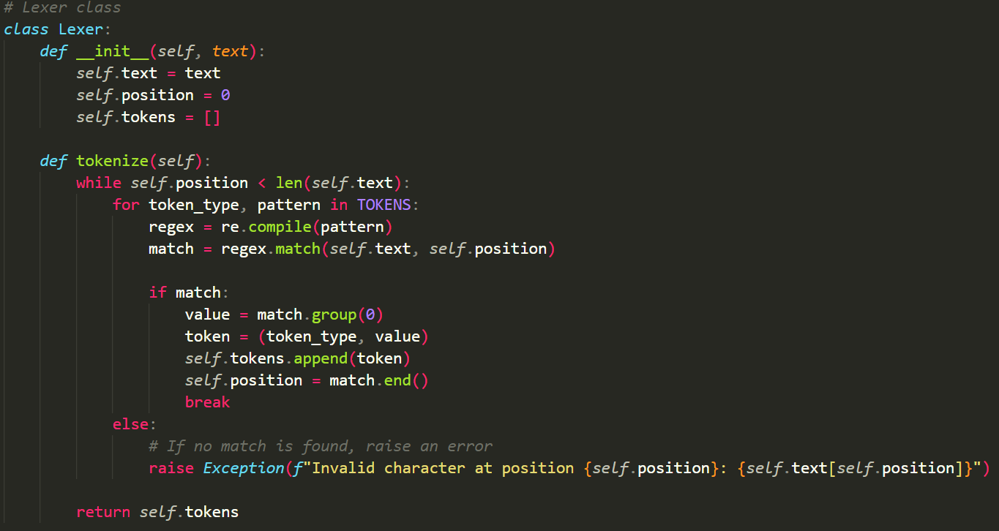 # Lexer class
class Lexer:
    def __init__(self, text):
        self.text = text
        self.position = 0
        self.tokens = []

    def tokenize(self):
        while self.position < len(self.text):
            for token_type, pattern in TOKENS:
                regex = re.compile(pattern)
                match = regex.match(self.text, self.position)

                if match:
                    value = match.group(0)
                    token = (token_type, value)
                    self.tokens.append(token)
                    self.position = match.end()
                    break
            else:
                # If no match is found, raise an error
                raise Exception(f"Invalid character at position {self.position}: {self.text[self.position]}")

        return self.tokens